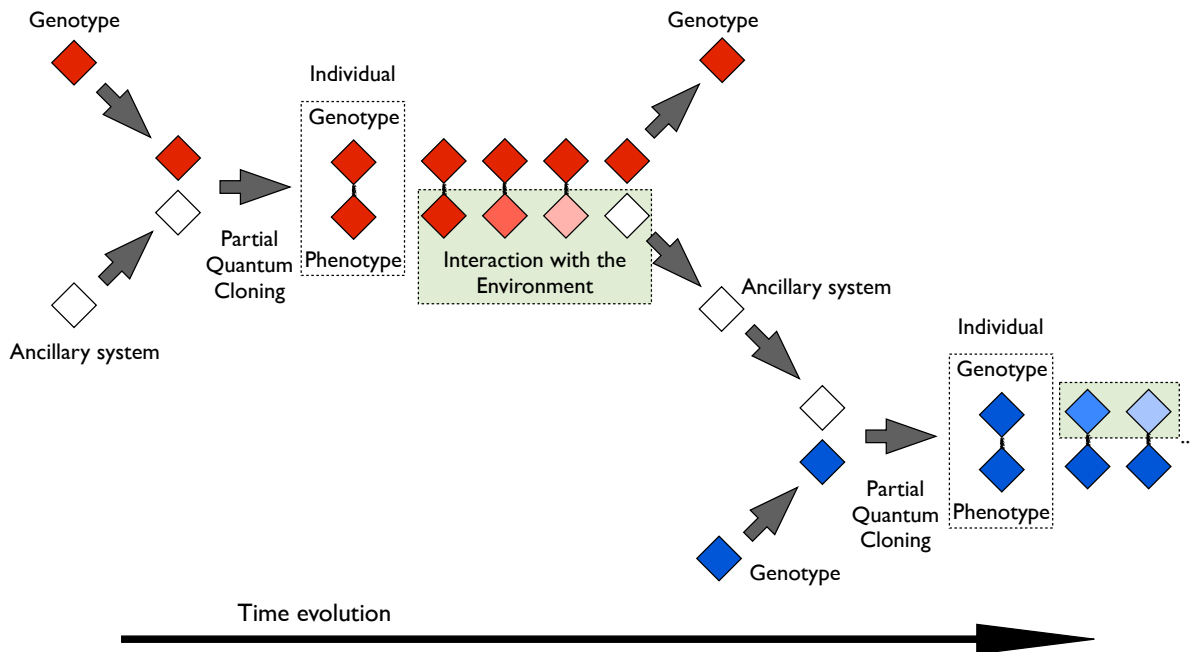 Genotype
Genotype
Individual
Genotype
Phenotype
Partial
Quantum
Cloning
Interaction with the
Environment
Ancillary system
Ancillary system
Individual
Genotype
Phenotype
..
Partial
Quantum
Cloning
Genotype
Time evolution